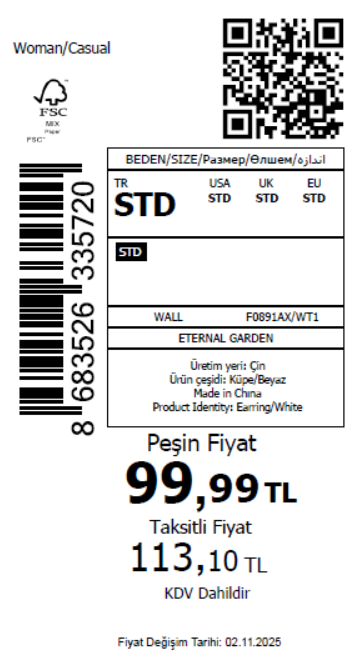 Woman/Casual
FSC
MIX
Paper
FSC™
BEDEN/SIZE/Размер/Өлшем/اندازه
TR USA UK EU
STD STD STD STD
STD
WALL F0891AX/WT1
ETERNAL GARDEN
Üretim yeri: Çin
Ürün çeşidi: Küpe/Beyaz
Made in China
Product Identity: Earring/White
8 683526 335720
Peşin Fiyat
99,99 TL
Taksitli Fiyat
113,10 TL
KDV Dahildir
Fiyat Değişim Tarihi: 02.11.2025